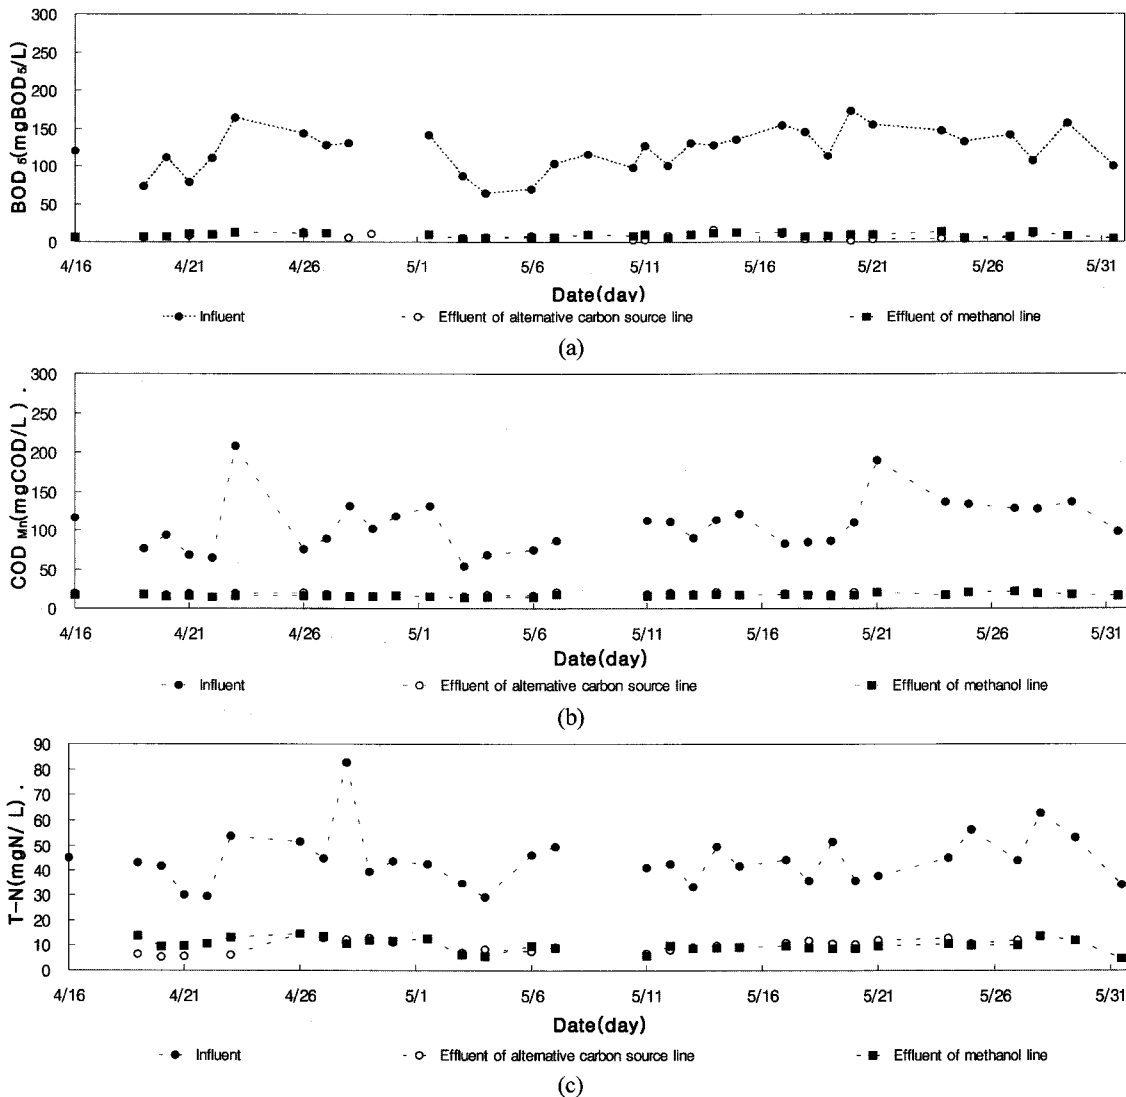 300
250
200
150
100
50
0
BOD 5(mgBOD5/L)
4/16 4/21 4/26 5/1 5/6 5/11 5/16 5/21 5/26 5/31
Date(day)
Influent Effluent of alternative carbon source line Effluent of methanol line
(a)
300
250
200
150
100
50
0
COD Mn(mgCOD/L) .
4/16 4/21 4/26 5/1 5/6 5/11 5/16 5/21 5/26 5/31
Date(day)
Influent Effluent of alternative carbon source line Effluent of methanol line
(b)
90
80
70
60
50
40
30
20
10
0
T-N(mgN/ L) .
4/16 4/21 4/26 5/1 5/6 5/11 5/16 5/21 5/26 5/31
Date(day)
Influent Effluent of alternative carbon source line Effluent of methanol line
(c)